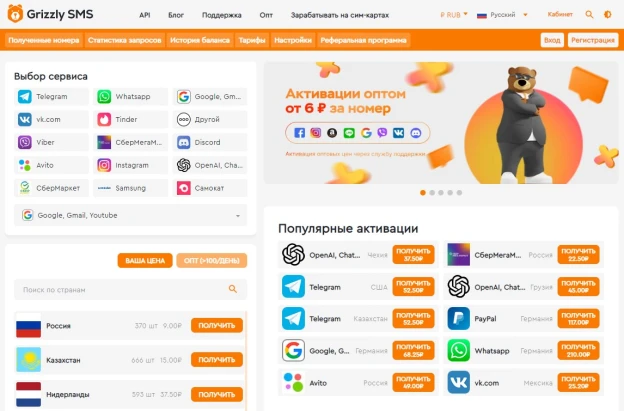 Grizzly SMS
API Блог Поддержка Опт Зарабатывать на сим-картах
₽ RUB Русский Кабинет
Полученные номера Статистика запросов История баланса Тарифы Настройки Реферальная программа
Вход Регистрация
Выбор сервиса
Telegram Whatsapp Google, Gm...
vk.com Tinder Другой
Viber СберМегаМ... Discord
Avito Instagram OpenAI, Cha...
СберМаркет Samsung Самокат
Google, Gmail, Youtube
ВАША ЦЕНА ОПТ (>100/ДЕНЬ)
Поиск по странам
Россия 370 шт 9.00₽ ПОЛУЧИТЬ
Казахстан 666 шт 15.00₽ ПОЛУЧИТЬ
Нидерланды 393 шт 37.50₽ ПОЛУЧИТЬ
Активации оптом
от 6 ₽ за номер
Активация оптовых цен через службу поддержки
Популярные активации
OpenAI, Chat... Чехия ПОЛУЧИТЬ 37.50₽
СберМегаМ... Россия ПОЛУЧИТЬ 22.50₽
Telegram США ПОЛУЧИТЬ 52.50₽
OpenAI, Chat... Грузия ПОЛУЧИТЬ 45.00₽
Telegram Казахстан ПОЛУЧИТЬ 52.50₽
PayPal Германия ПОЛУЧИТЬ 117.00₽
Google, G... Германия ПОЛУЧИТЬ 68.25₽
Whatsapp Германия ПОЛУЧИТЬ 210.00₽
Avito Россия ПОЛУЧИТЬ 49.00₽
vk.com Мексика ПОЛУЧИТЬ 25.20₽